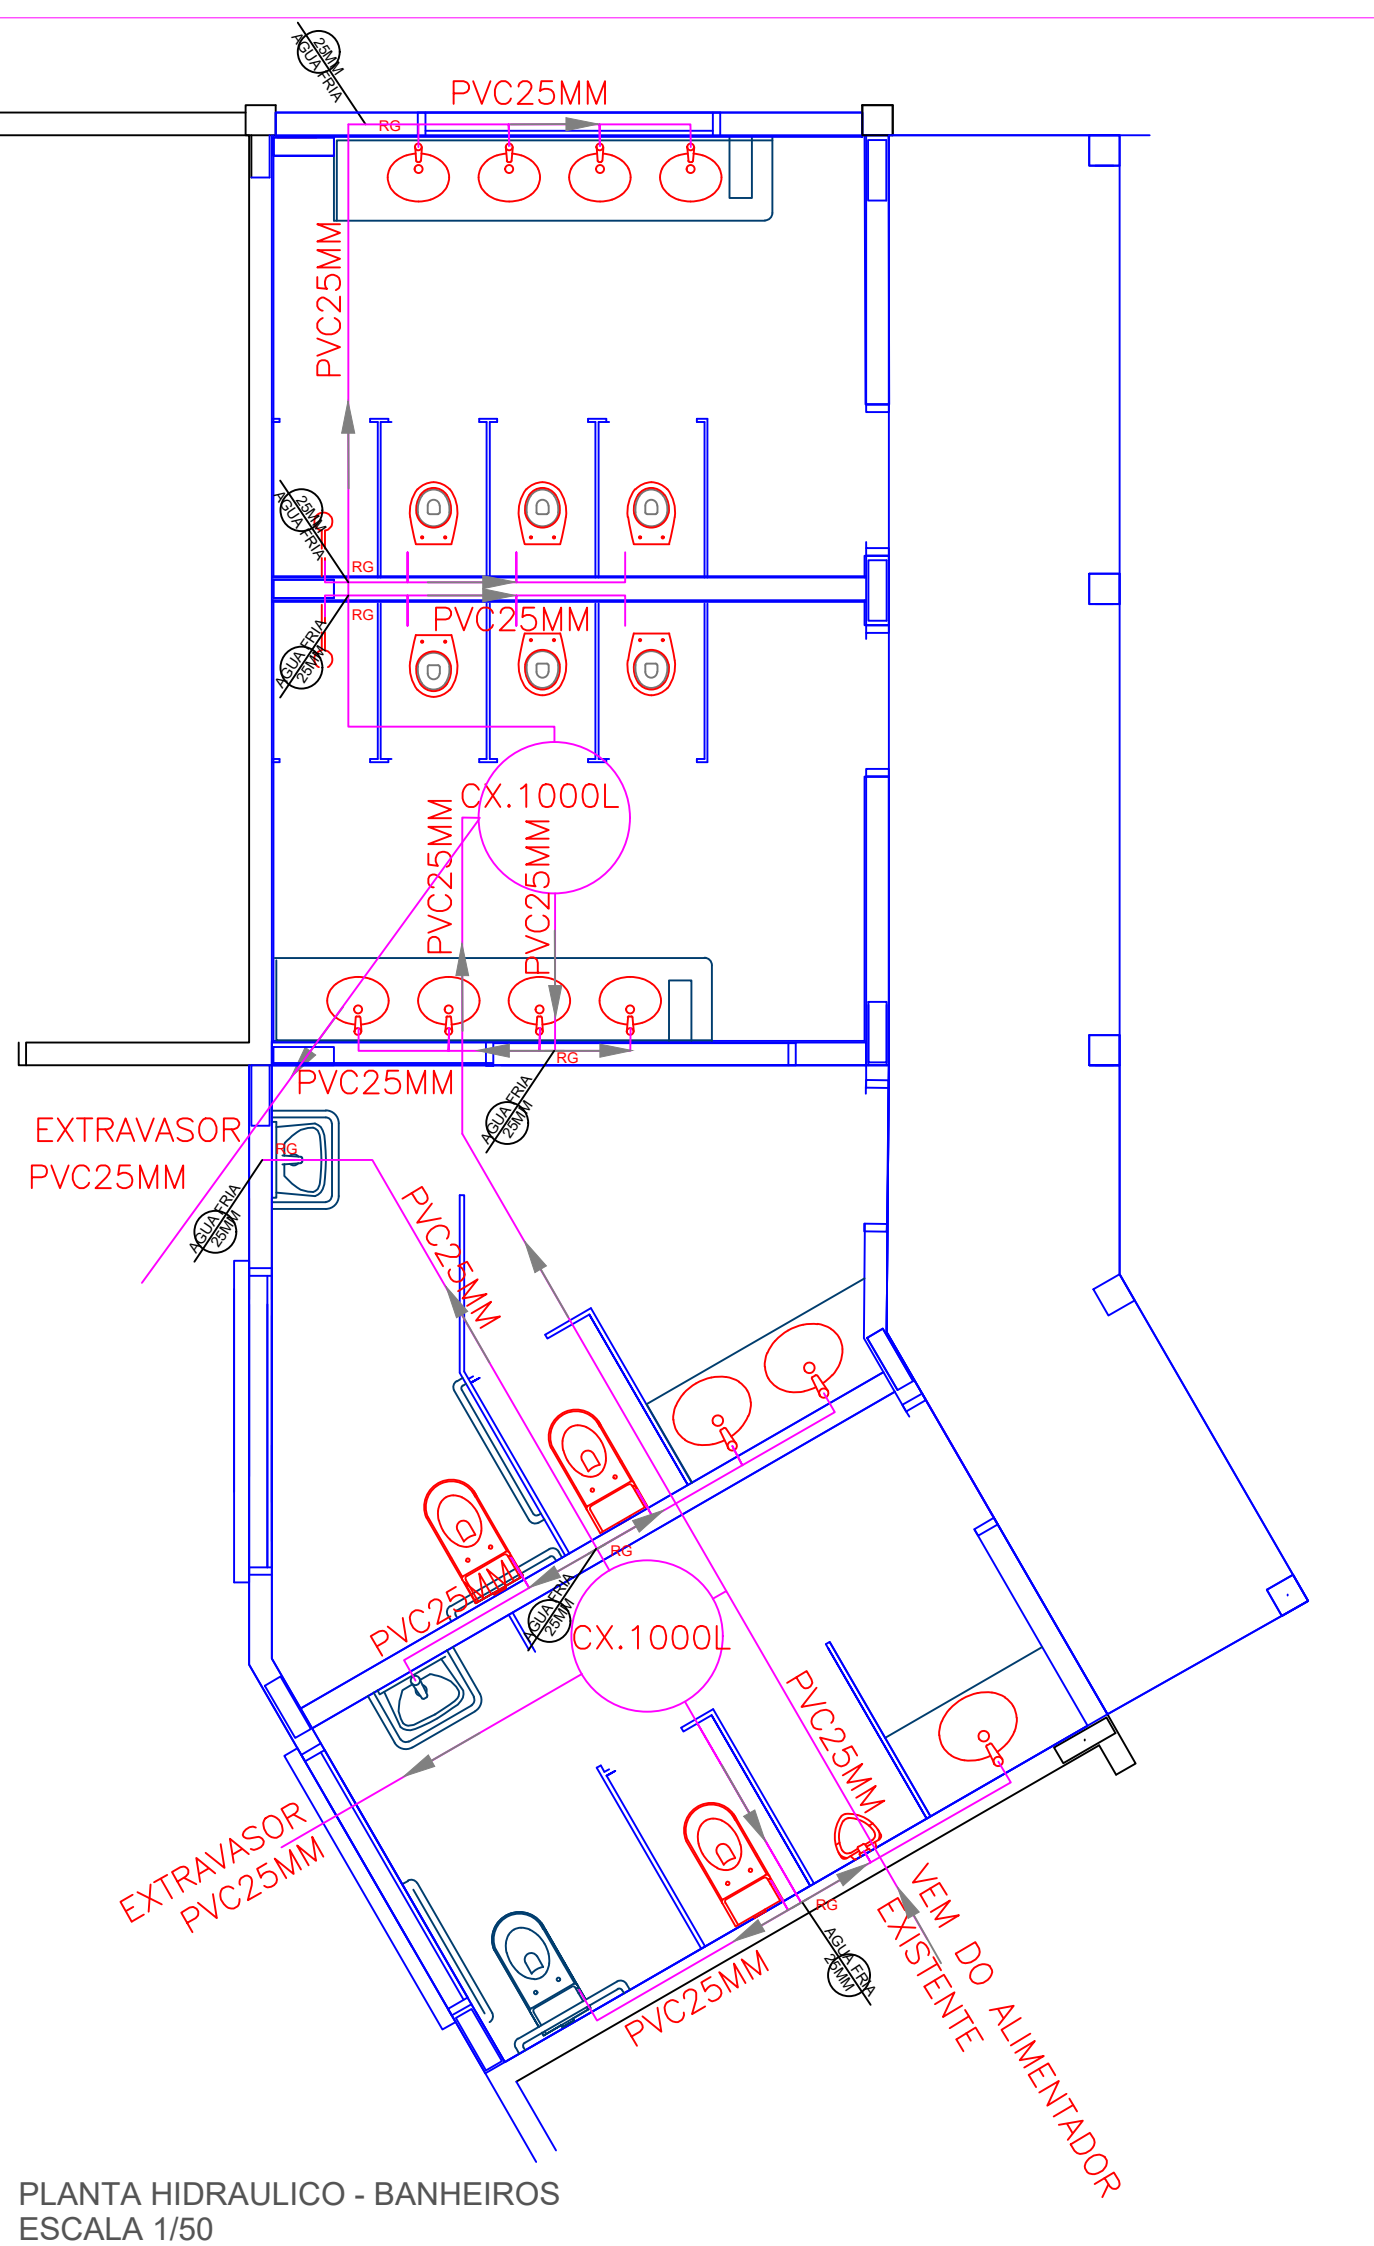 25MM
AGUA FRIA
PVC25MM
RG
PVC25MM
25MM
AGUA FRIA
RG
RG
PVC25MM
AGUA FRIA
25MM
CX.1000L
PVC25MM
PVC25MM
RG
PVC25MM
AGUA FRIA
25MM
EXTRAVASOR
PVC25MM
RG
AGUA FRIA
25MM
PVC25MM
RG
PVC25MM
AGUA FRIA
25MM
CX.1000L
PVC25MM
EXTRAVASOR
PVC25MM
RG
AGUA FRIA
25MM
PVC25MM
VEM DO ALIMENTADOR
EXISTENTE
PLANTA HIDRAULICO - BANHEIROS
ESCALA 1/50